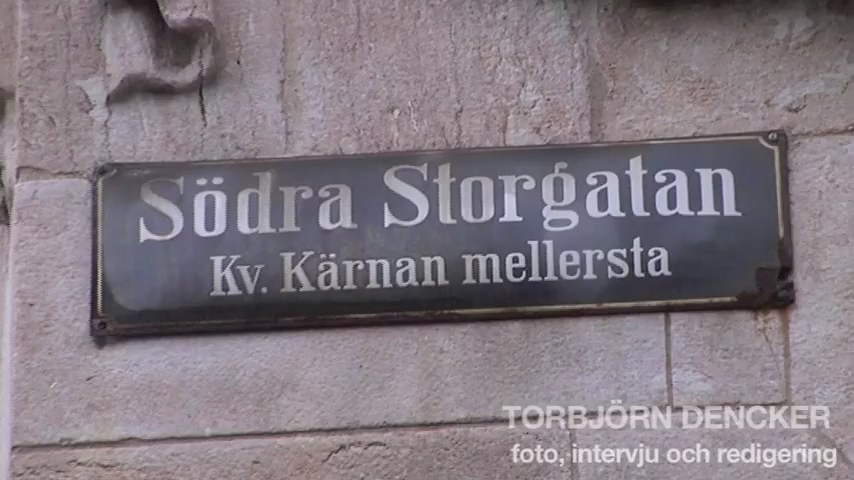 Södra Storgatan
Kv. Kärnan mellersta
TORBJÖRN DENCKER
foto, intervju och redigering